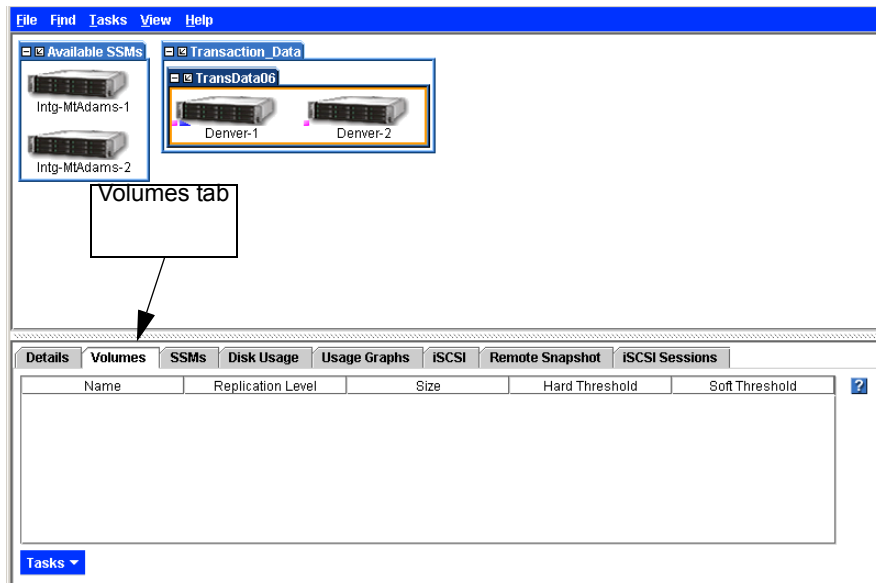 File Find Tasks View Help
Available SSMs
Transaction_Data
TransData06
Intg-MtAdams-1
Denver-1
Denver-2
Intg-MtAdams-2
Volumes tab
Details Volumes SSMs Disk Usage Usage Graphs iSCSI Remote Snapshot iSCSI Sessions
Name Replication Level Size Hard Threshold Soft Threshold
?
Tasks